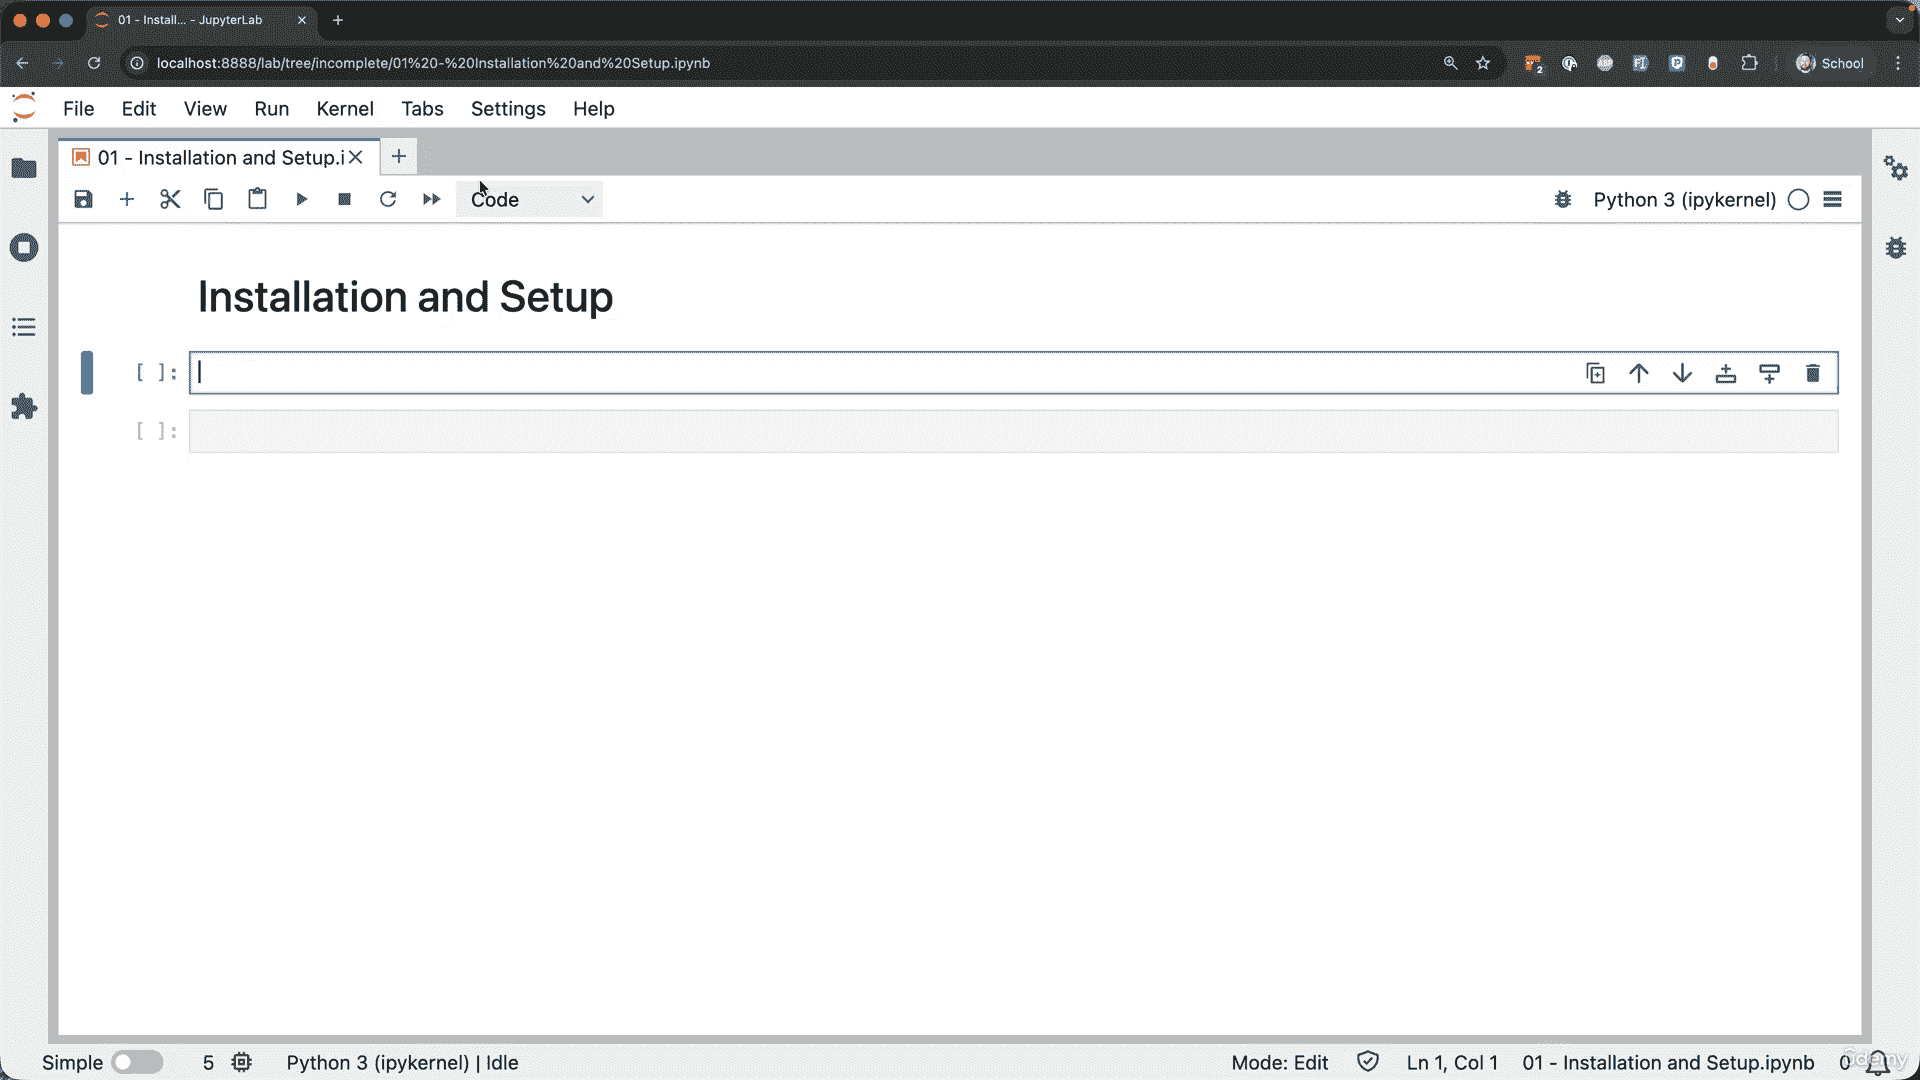 01 - Install... - JupyterLab
localhost:8888/lab/tree/incomplete/01%20-%20Installation%20and%20Setup.ipynb
2
School
File Edit View Run Kernel Tabs Settings Help
01 - Installation and Setup.i
Code
Python 3 (ipykernel)
Installation and Setup
[ ]:
[ ]:
Simple 5 Python 3 (ipykernel) | Idle Mode: Edit Ln 1, Col 1 01 - Installation and Setup.ipynb 0
Udemy